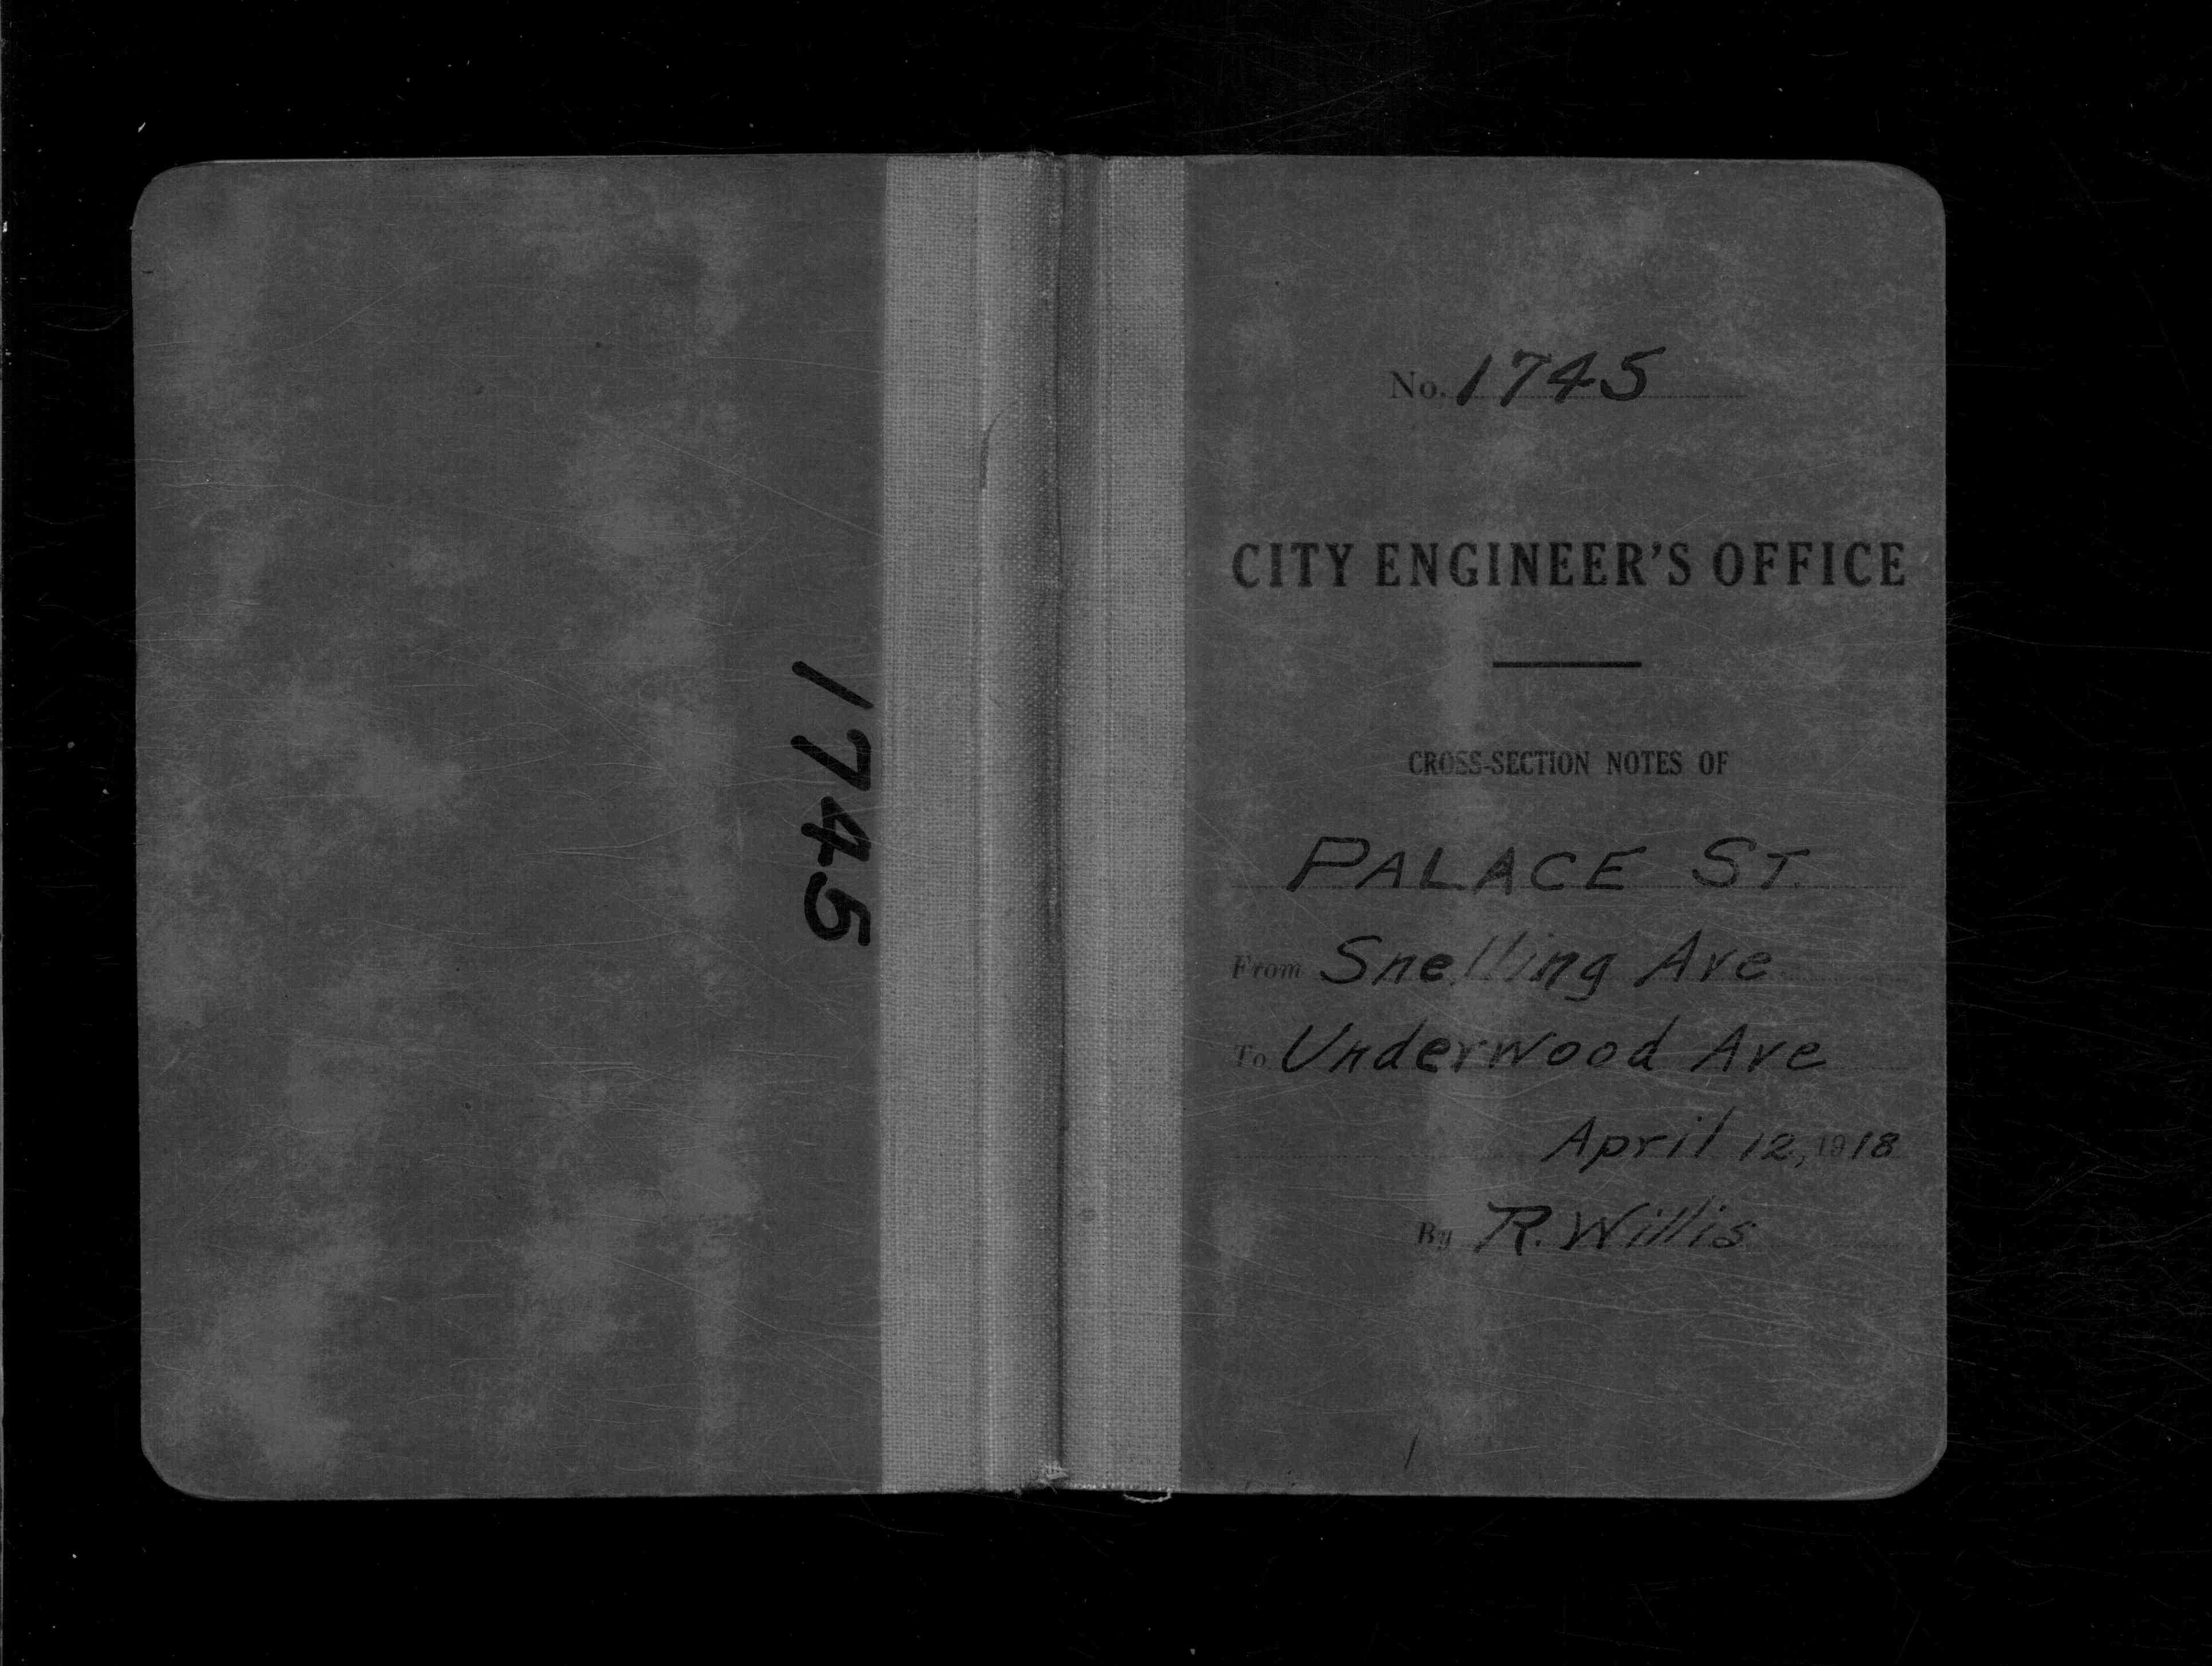 1745
No. 1745
CITY ENGINEER'S OFFICE
CROSS-SECTION NOTES OF
PALACE ST.
From Snelling Ave
To Underwood Ave
April 12, 1918
By R. Willis